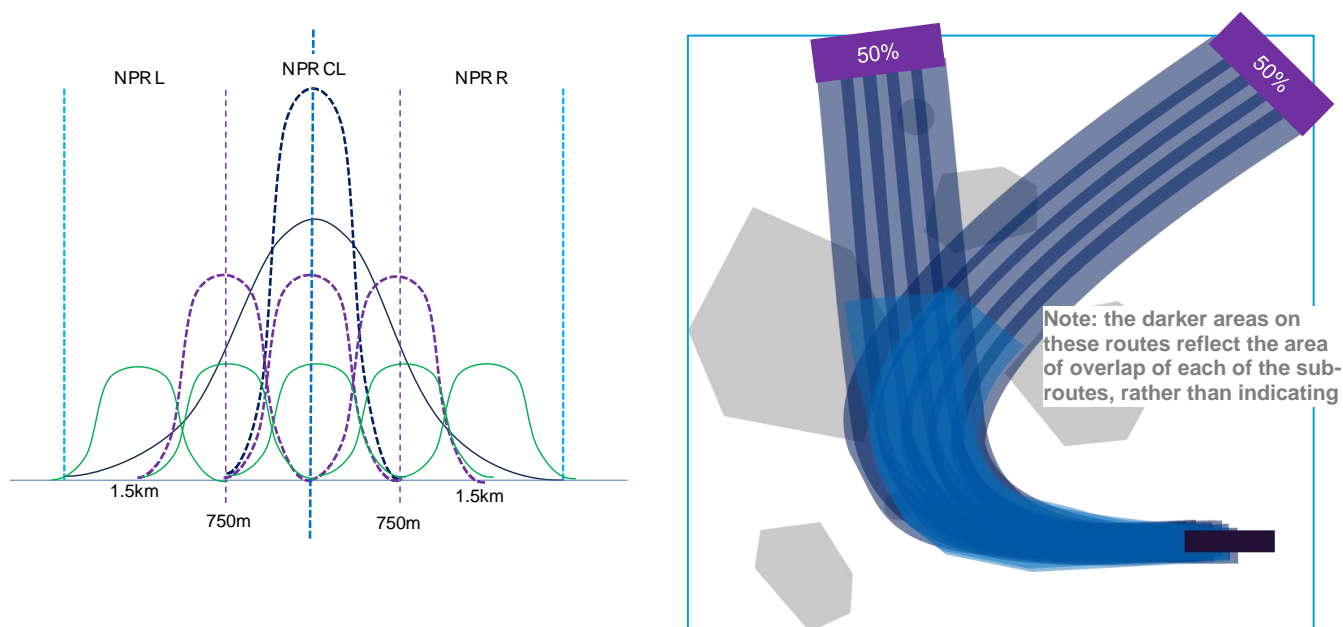 NPR L
NPR CL
NPR R
1.5km
750m
750m
1.5km
50%
50%
Note: the darker areas on
these routes reflect the area
of overlap of each of the sub-
routes, rather than indicating